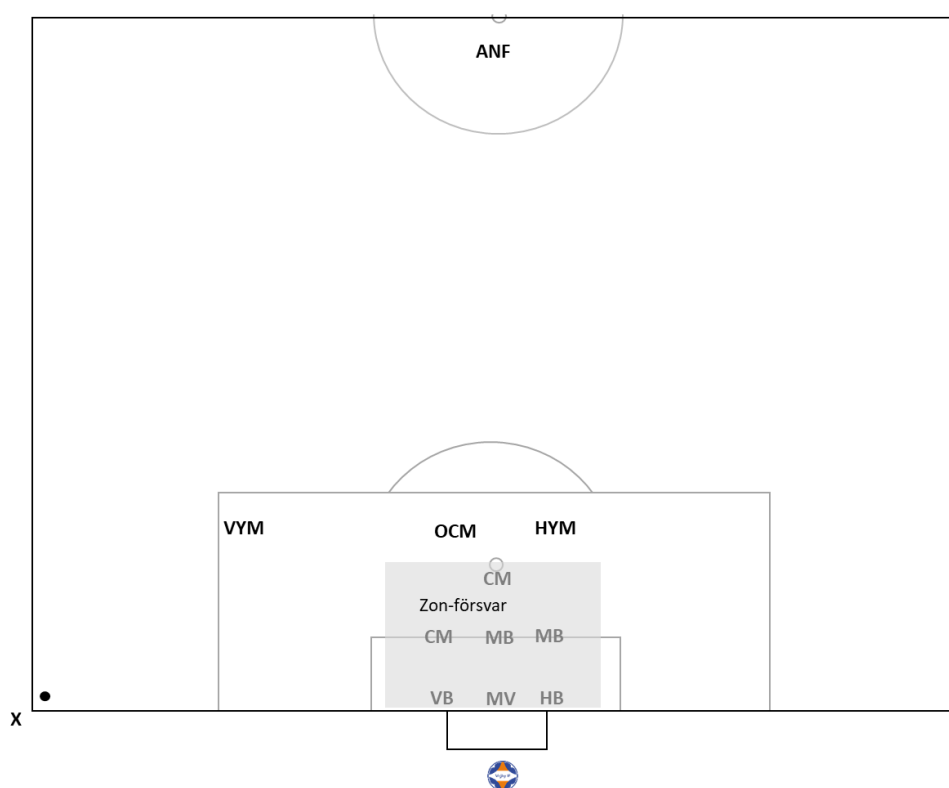 ANF
VYM OCM HYM
CM
Zon-försvar
CM MB MB
VB MV HB
X